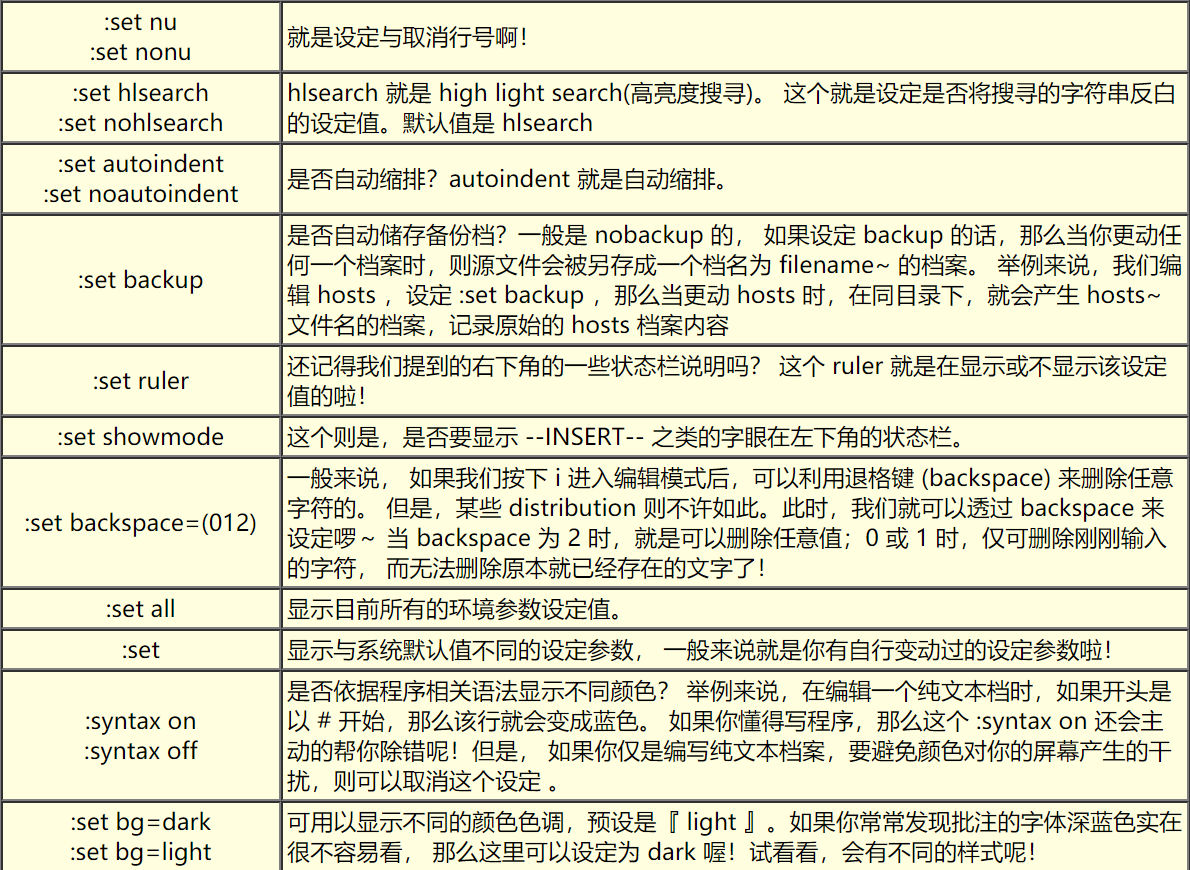 :set nu
:set nonu
就是设定与取消行号啊！
:set hlsearch
:set nohlsearch
hlsearch 就是 high light search(高亮度搜寻)。 这个就是设定是否将搜寻的字符串反白
的设定值。默认值是 hlsearch
:set autoindent
:set noautoindent
是否自动缩排？autoindent 就是自动缩排。
:set backup
是否自动储存备份档？一般是 nobackup 的， 如果设定 backup 的话，那么当你更动任
何一个档案时，则源文件会被另存成一个档名为 filename~ 的档案。 举例来说，我们编
辑 hosts ，设定 :set backup ，那么当更动 hosts 时，在同目录下，就会产生 hosts~
文件名的档案，记录原始的 hosts 档案内容
:set ruler
还记得我们提到的右下角的一些状态栏说明吗？ 这个 ruler 就是在显示或不显示该设定
值的啦！
:set showmode
这个则是，是否要显示 --INSERT-- 之类的字眼在左下角的状态栏。
:set backspace=(012)
一般来说， 如果我们按下 i 进入编辑模式后，可以利用退格键 (backspace) 来删除任意
字符的。 但是，某些 distribution 则不许如此。此时，我们就可以透过 backspace 来
设定啰～ 当 backspace 为 2 时，就是可以删除任意值；0 或 1 时，仅可删除刚刚输入
的字符， 而无法删除原本就已经存在的文字了！
:set all
显示目前所有的环境参数设定值。
:set
显示与系统默认值不同的设定参数， 一般来说就是你有自行变动过的设定参数啦！
:syntax on
:syntax off
是否依据程序相关语法显示不同颜色？ 举例来说，在编辑一个纯文本档时，如果开头是
以 # 开始，那么该行就会变成蓝色。 如果你懂得写程序，那么这个 :syntax on 还会主
动的帮你除错呢！但是， 如果你仅是编写纯文本档案，要避免颜色对你的屏幕产生的干
扰，则可以取消这个设定 。
:set bg=dark
:set bg=light
可用以显示不同的颜色色调，预设是『 light 』。如果你常常发现批注的字体深蓝色实在
很不容易看， 那么这里可以设定为 dark 喔！试看看，会有不同的样式呢！